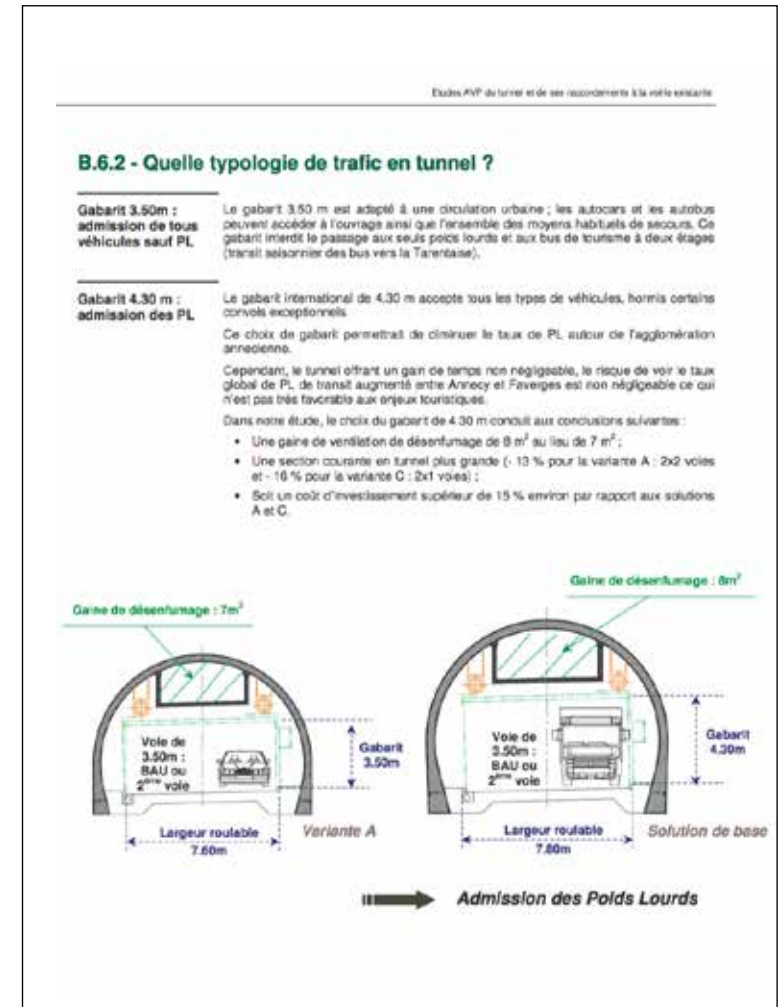 Etudes AVP du tunnel et de ses raccordements à la voirie existante
B.6.2 - Quelle typologie de trafic en tunnel ?
Gabarit 3.50m :
admission de tous
véhicules sauf PL
Le gabarit 3.50 m est adapté à une circulation urbaine ; les autocars et les autobus
peuvent accéder à l'ouvrage ainsi que l'ensemble des moyens habituels de secours. Ce
gabarit interdit le passage aux seuls poids lourds et aux bus de tourisme à deux étages
(transit saisonnier des bus vers la Tarentaise).
Gabarit 4.30 m :
admission des PL
Le gabarit international de 4.30 m accepte tous les types de véhicules, hormis certains
convois exceptionnels.
Ce choix de gabarit permettrait de diminuer le taux de PL autour de l'agglomération
annecienne.
Cependant, le tunnel offrant un gain de temps non négligeable, le risque de voir le taux
global de PL de transit augmenté entre Annecy et Faverges est non négligeable ce qui
n'est pas très favorable aux enjeux touristiques.
Dans notre étude, le choix du gabarit de 4.30 m conduit aux conclusions suivantes :
• Une gaine de ventilation de désenfumage de 8 m² au lieu de 7 m² ;
• Une section courante en tunnel plus grande (- 13 % pour la variante A : 2x2 voies
et - 16 % pour la variante C : 2x1 voies) ;
• Soit un coût d'investissement supérieur de 15 % environ par rapport aux solutions
A et C.
Gaine de désenfumage : 7m²
Voie de
3.50m :
BAU ou
2ème voie
Gabarit
3.50m
Largeur roulable
7.60m
Variante A
Gaine de désenfumage : 8m²
Voie de
3.50m :
BAU ou
2ème voie
Gabarit
4.30m
Largeur roulable
7.80m
Solution de base
Admission des Poids Lourds